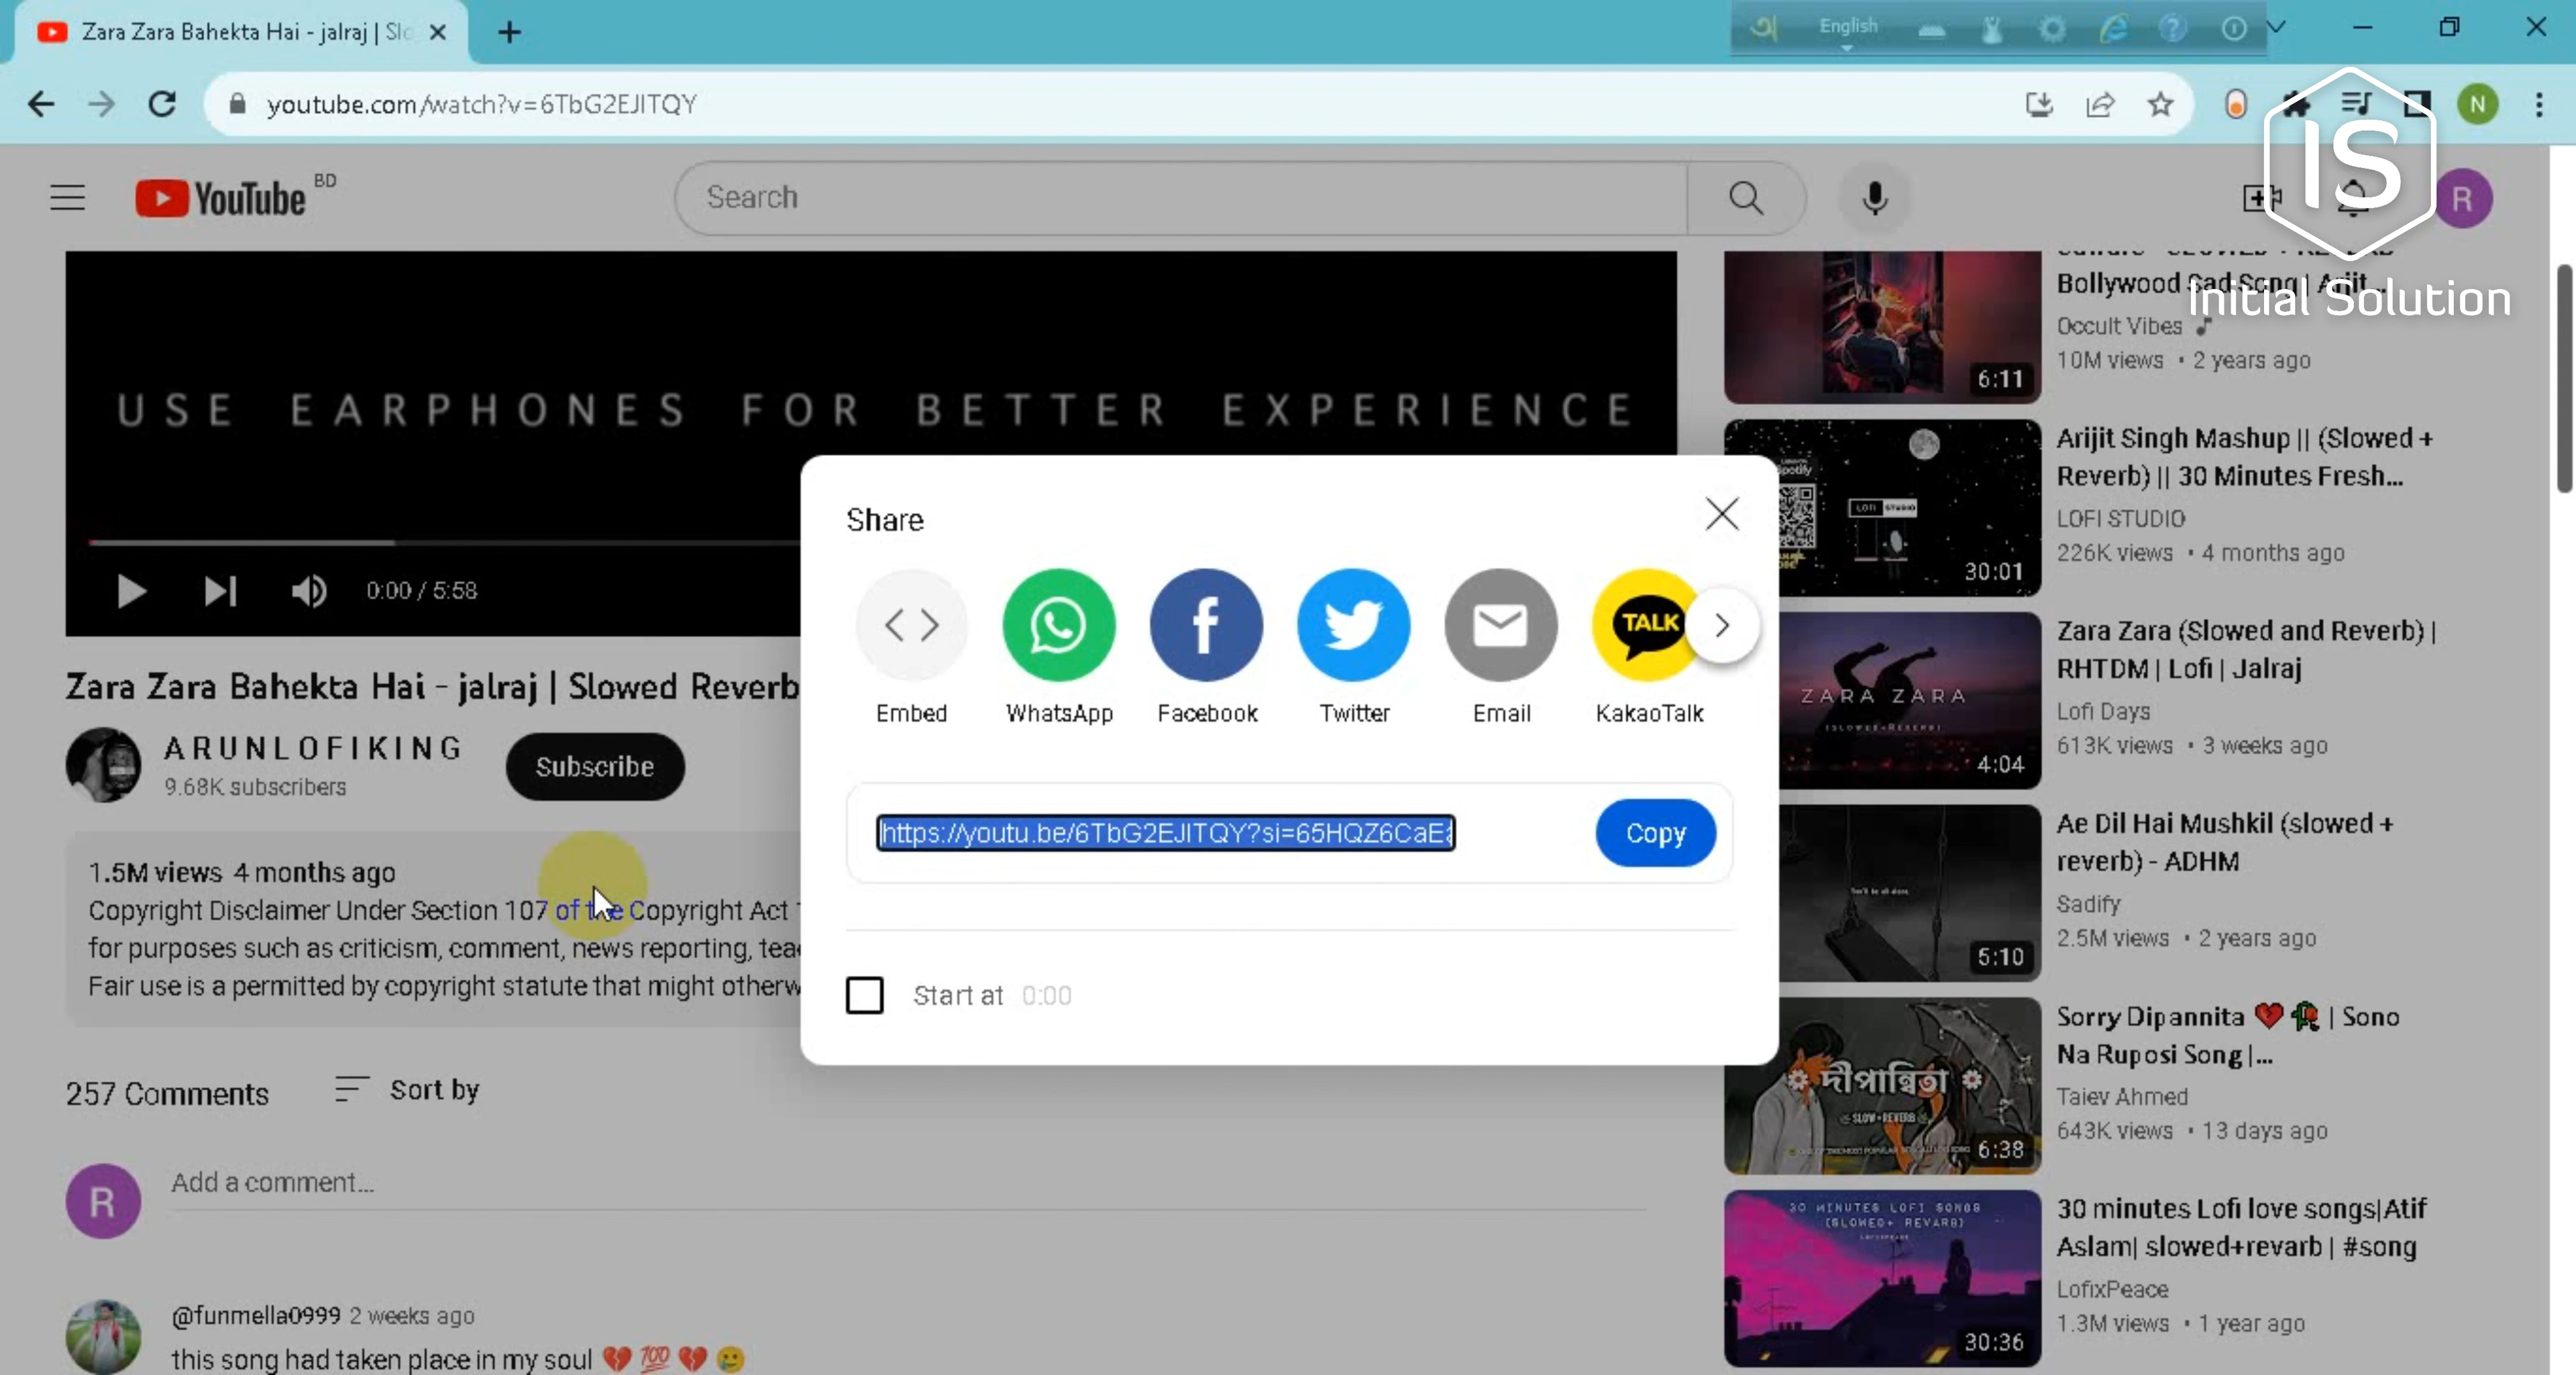 Zara Zara Bahekta Hai - jalraj | Slo
English
youtube.com/watch?v=6TbG2EJITQY
N
YouTube BD
Search
R
IS
Initial Solution
USE EARPHONES FOR BETTER EXPERIENCE
0:00 / 5:58
Zara Zara Bahekta Hai - jalraj | Slowed Reverb
ARUNLOFIKING
9.68K subscribers
Subscribe
1.5M views 4 months ago
Copyright Disclaimer Under Section 107 of the Copyright Act
for purposes such as criticism, comment, news reporting, tea
Fair use is a permitted by copyright statute that might otherw
257 Comments
Sort by
R
Add a comment...
@funmella0999 2 weeks ago
this song had taken place in my soul 💔 💯 💔 🥲
Share
TALK
Embed
WhatsApp
Facebook
Twitter
Email
KakaoTalk
https://youtu.be/6TbG2EJITQY?si=65HQZ6CaEa
Copy
Start at 0:00
6:11
Bollywood Sad Song | Arjit...
Occult Vibes
10M views • 2 years ago
Spotify
LOFI STUDIO
30:01
Arijit Singh Mashup || (Slowed +
Reverb) || 30 Minutes Fresh...
LOFI STUDIO
226K views • 4 months ago
ZARA ZARA
(SLOWED+REVERB)
4:04
Zara Zara (Slowed and Reverb) |
RHTDM | Lofi | Jalraj
Lofi Days
613K views • 3 weeks ago
5:10
Ae Dil Hai Mushkil (slowed +
reverb) - ADHM
Sadify
2.5M views • 2 years ago
দীপান্বিতা
SLOW+REVERB
6:38
Sorry Dipannita 💔 🥀 | Sono
Na Ruposi Song |...
Taiev Ahmed
643K views • 13 days ago
30 MINUTES LOFI SONGS
(SLOWED+ REVARB)
30:36
30 minutes Lofi love songs|Atif
Aslam| slowed+revarb | #song
LofixPeace
1.3M views • 1 year ago